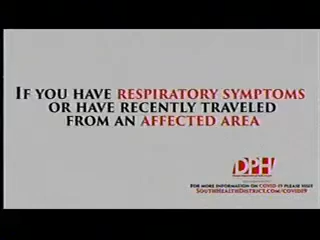 IF YOU HAVE RESPIRATORY SYMPTOMS
OR HAVE RECENTLY TRAVELED
FROM AN AFFECTED AREA
DPH
FOR MORE INFORMATION ON COVID-19 PLEASE VISIT
SOUTHHEALTHDISTRICT.COM/COVID19